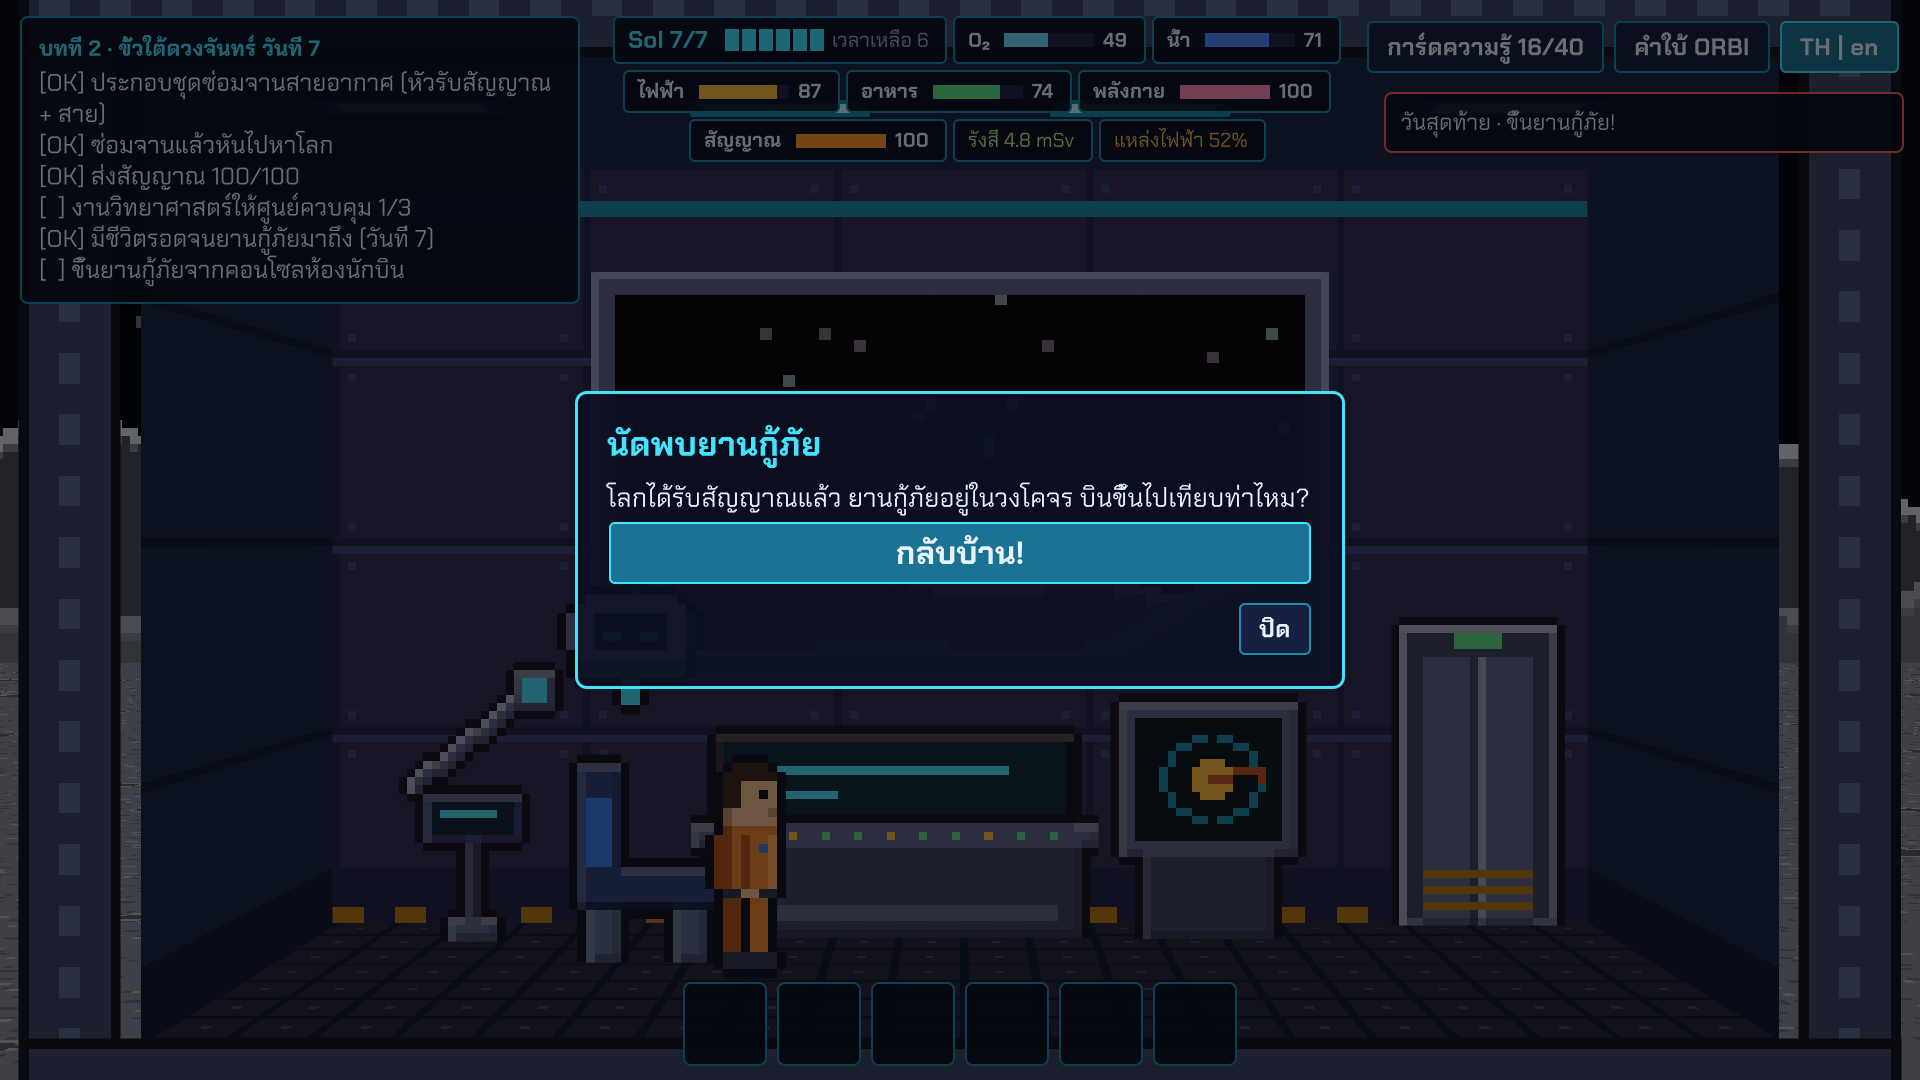 บทที่ 2 · ขั้วใต้ดวงจันทร์ วันที่ 7
[OK] ประกอบชุดซ่อมจานสายอากาศ (หัวรับสัญญาณ
+ สาย)
[OK] ซ่อมจานแล้วหันไปหาโลก
[OK] ส่งสัญญาณ 100/100
[ ] งานวิทยาศาสตร์ให้ศูนย์ควบคุม 1/3
[OK] มีชีวิตรอดจนยานกู้ภัยมาถึง (วันที่ 7)
[ ] ขึ้นยานกู้ภัยจากคอนโซลห้องนักบิน
Sol 7/7 เวลาเหลือ 6
O₂ 49
น้ำ 71
ไฟฟ้า 87
อาหาร 74
พลังกาย 100
สัญญาณ 100
รังสี 4.8 mSv
แหล่งไฟฟ้า 52%
การ์ดความรู้ 16/40
คำใบ้ ORBI
TH | en
วันสุดท้าย · ขึ้นยานกู้ภัย!
นัดพบยานกู้ภัย
โลกได้รับสัญญาณแล้ว ยานกู้ภัยอยู่ในวงโคจร บินขึ้นไปเทียบท่าไหม?
กลับบ้าน!
ปิด